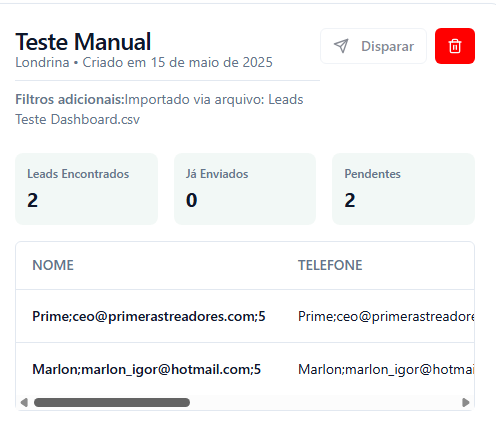 Teste Manual
Disparar
Londrina • Criado em 15 de maio de 2025
Filtros adicionais:Importado via arquivo: Leads
Teste Dashboard.csv
Leads Encontrados
2
Já Enviados
0
Pendentes
2
NOME TELEFONE
Prime;ceo@primerastreadores.com;5 Prime;ceo@primerastreadore
Marlon;marlon_igor@hotmail.com;5 Marlon;marlon_igor@hotmai